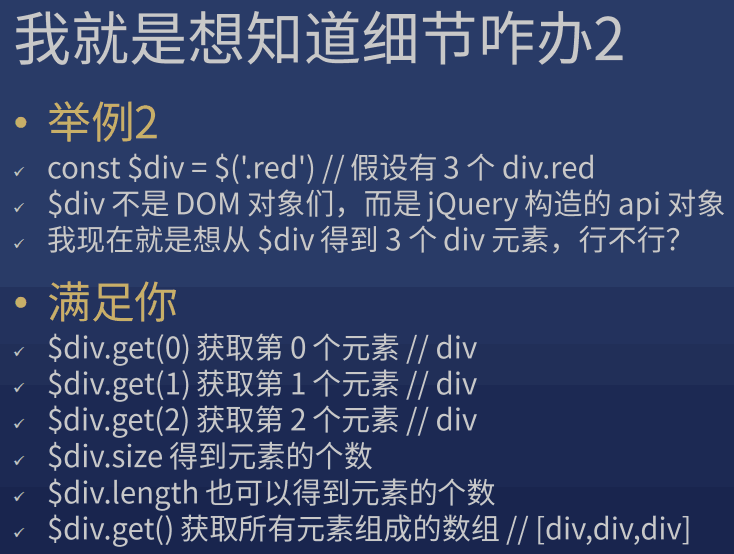 我就是想知道细节咋办2
• 举例2
✓ const $div = $('.red') // 假设有 3 个 div.red
✓ $div 不是 DOM 对象们，而是 jQuery 构造的 api 对象
✓ 我现在就是想从 $div 得到 3 个 div 元素，行不行？
• 满足你
✓ $div.get(0) 获取第 0 个元素 // div
✓ $div.get(1) 获取第 1 个元素 // div
✓ $div.get(2) 获取第 2 个元素 // div
✓ $div.size 得到元素的个数
✓ $div.length 也可以得到元素的个数
✓ $div.get() 获取所有元素组成的数组 // [div,div,div]